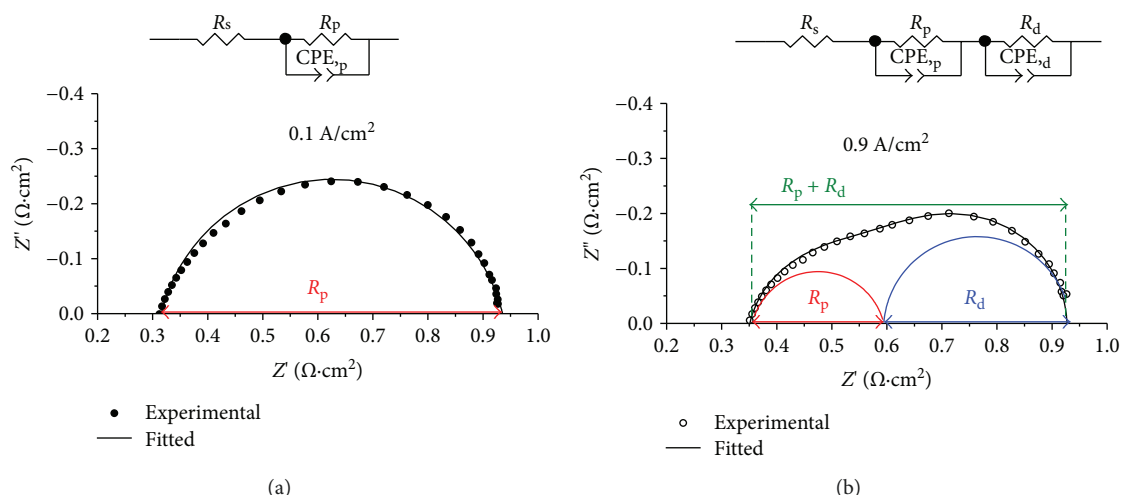 Rs Rp
CPE,p
−0.4
−0.3
−0.2
−0.1
0.0
Z″ (Ω·cm²)
0.1 A/cm²
Rp
0.2 0.3 0.4 0.5 0.6 0.7 0.8 0.9 1.0
Z′ (Ω·cm²)
Experimental
Fitted
(a)
Rs Rp Rd
CPE,p CPE,d
−0.4
−0.3
−0.2
−0.1
0.0
Z″ (Ω·cm²)
0.9 A/cm²
Rp + Rd
Rp Rd
0.2 0.3 0.4 0.5 0.6 0.7 0.8 0.9 1.0
Z′ (Ω·cm²)
Experimental
Fitted
(b)